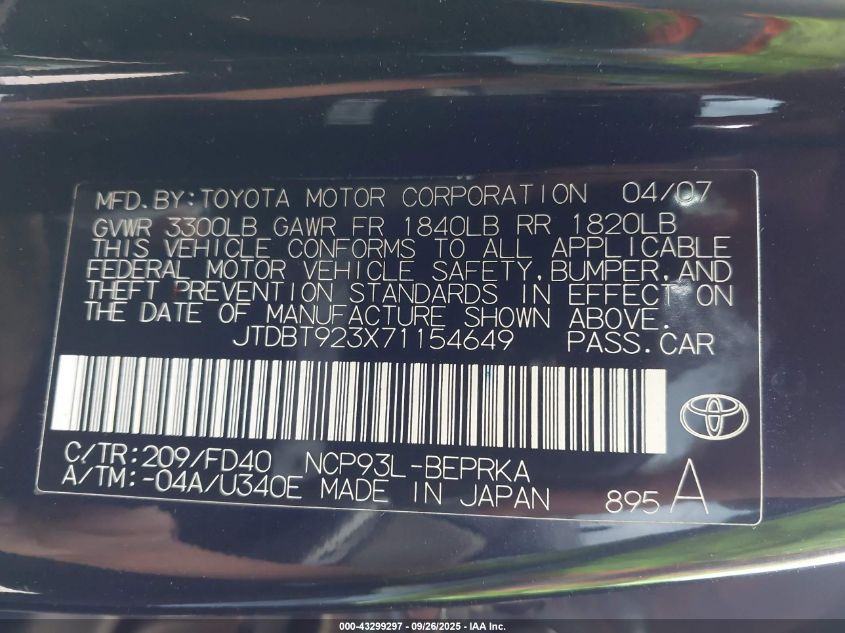 MFD.BY:TOYOTA MOTOR CORPORATION 04/07
GVWR 3300LB GAWR FR 1840LB RR 1820LB
THIS VEHICLE CONFORMS TO ALL APPLICABLE
FEDERAL MOTOR VEHICLE SAFETY,BUMPER,AND
THEFT PREVENTION STANDARDS IN EFFECT ON
THE DATE OF MANUFACTURE SHOWN ABOVE.
JTDBT923X71154649 PASS.CAR
C/TR:209/FD40 NCP93L-BEPRKA
A/TM:-04A/U340E MADE IN JAPAN 895 A
000-43299297 - 09/26/2025 - IAA Inc.